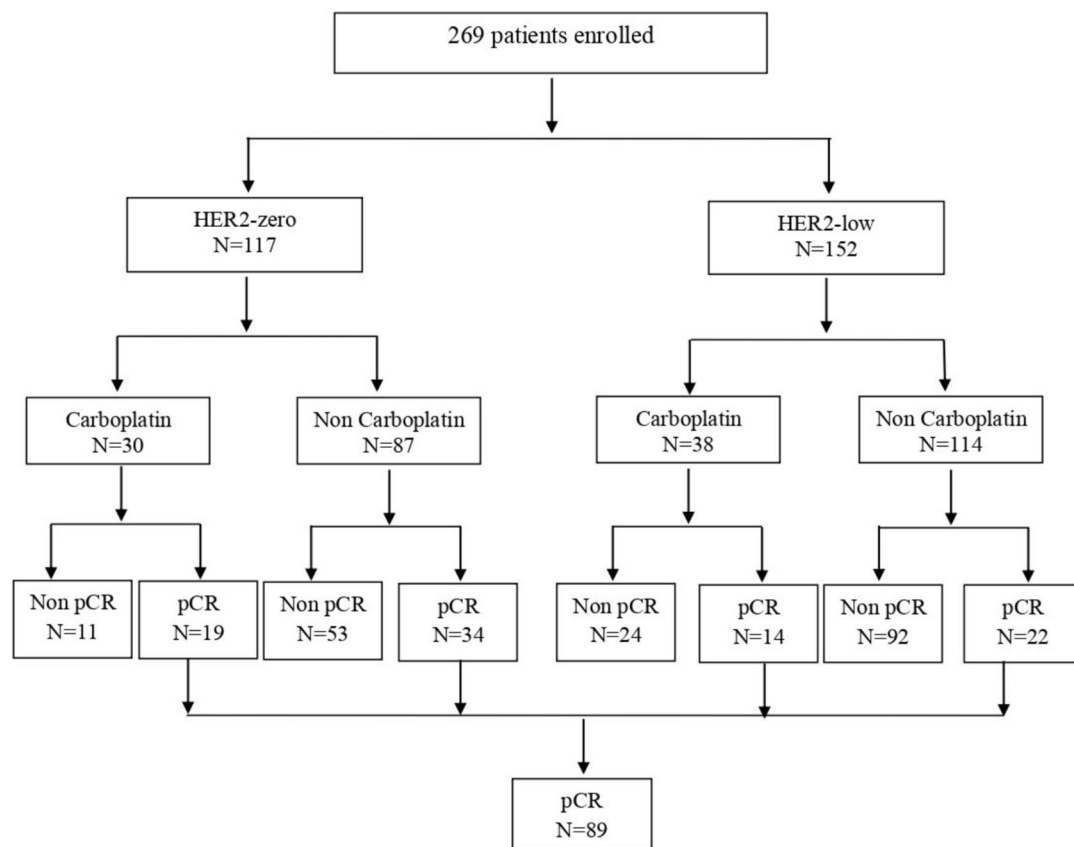 269 patients enrolled
HER2-zero
N=117
HER2-low
N=152
Carboplatin
N=30
Non Carboplatin
N=87
Carboplatin
N=38
Non Carboplatin
N=114
Non pCR
N=11
pCR
N=19
Non pCR
N=53
pCR
N=34
Non pCR
N=24
pCR
N=14
Non pCR
N=92
pCR
N=22
pCR
N=89